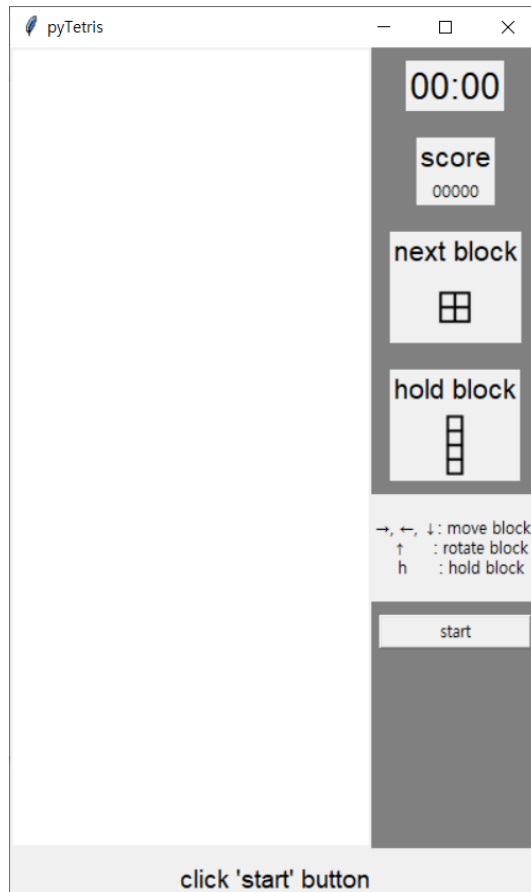 pyTetris
00:00
score
00000
next block
hold block
→, ←, ↓: move block
↑ : rotate block
h : hold block
start
click 'start' button